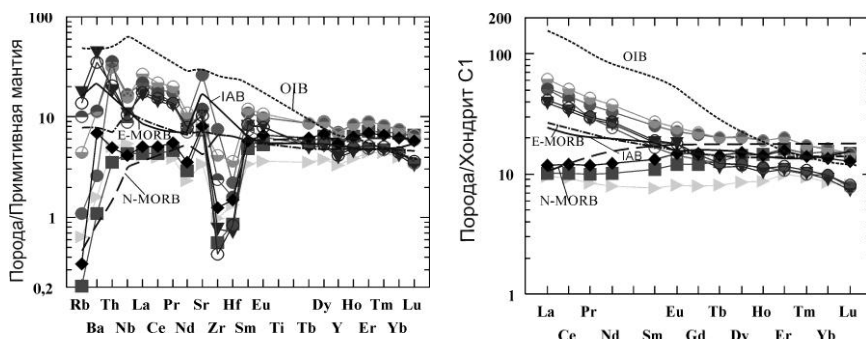 Порода/Примитивная мантия
100
10
1
0,2
OIB
IAB
E-MORB
N-MORB
Rb Th La Pr Sr Hf Eu Dy Ho Tm Lu
Ba Nb Ce Nd Zr Sm Ti Tb Y Er Yb
Порода/Хондрит C1
1000
100
10
1
OIB
E-MORB
IAB
N-MORB
La Pr Eu Tb Ho Tm Lu
Ce Nd Sm Gd Dy Er Yb